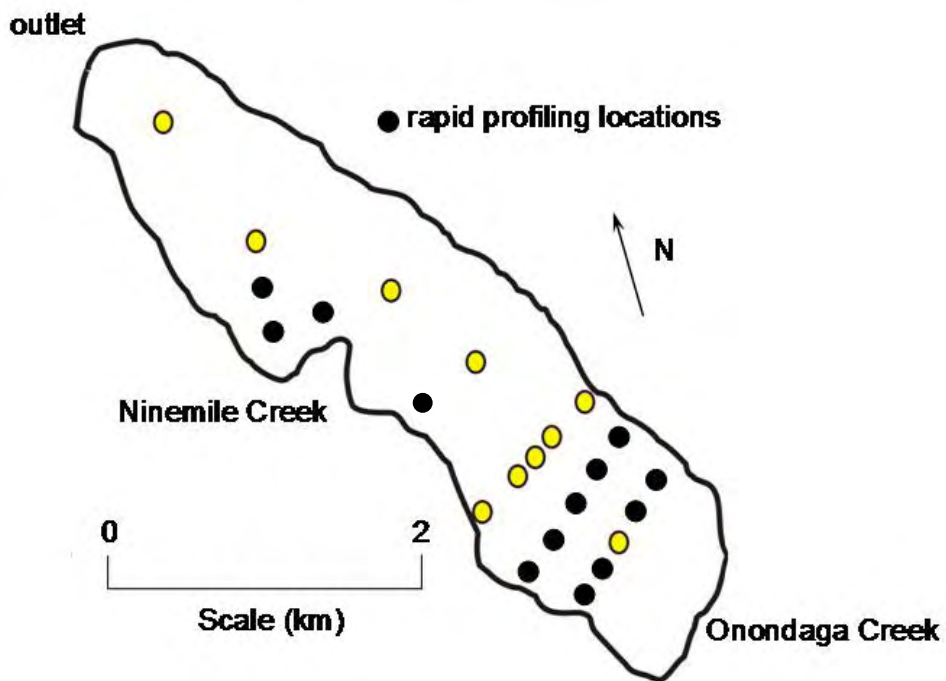 outlet
rapid profiling locations
N
Ninemile Creek
0 2
Scale (km)
Onondaga Creek